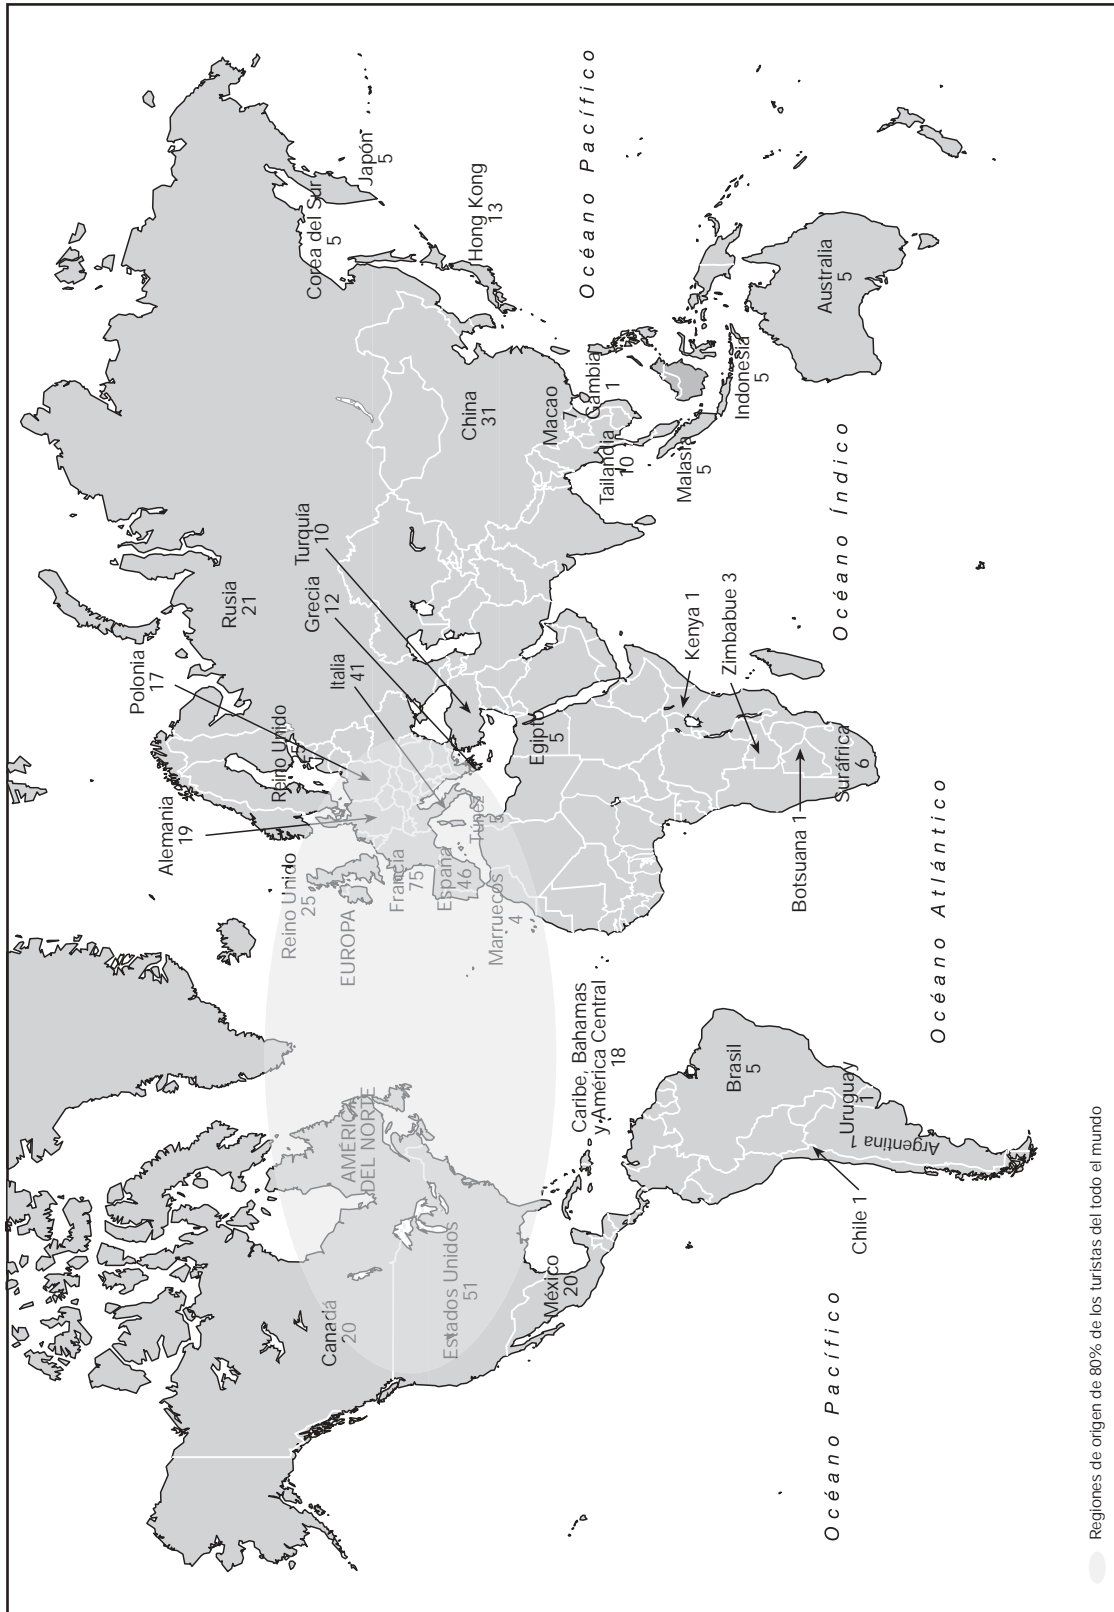 Océano Pacífico
Japón
5
Corea del Sur
5
Hong Kong
13
Australia
5
Indonesia
5
Gambia
1
Macao
7
China
31
Tailandia
10
Malasia
5
Océano Índico
Turquía
10
Grecia
12
Italia
41
Rusia
21
Polonia
17
Reino Unido
5
Alemania
19
Kenya 1
Zimbabue 3
Egipto
5
Suráfrica
6
Botsuana 1
Túnez
5
Reino Unido
25
EUROPA
Francia
75
España
46
Marruecos
4
Océano Atlántico
Caribe, Bahamas
y América Central
18
AMÉRICA
DEL NORTE
Canadá
20
Estados Unidos
51
México
20
Brasil
5
Uruguay
1
Argentina 1
Chile 1
Océano Pacífico
Regiones de origen de 80% de los turistas del todo el mundo